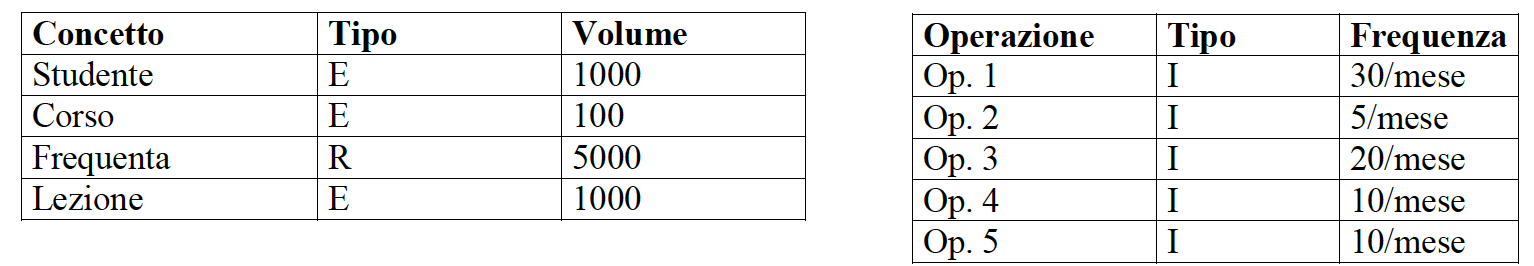 Concetto Tipo Volume
Studente E 1000
Corso E 100
Frequenta R 5000
Lezione E 1000
Operazione Tipo Frequenza
Op. 1 I 30/mese
Op. 2 I 5/mese
Op. 3 I 20/mese
Op. 4 I 10/mese
Op. 5 I 10/mese